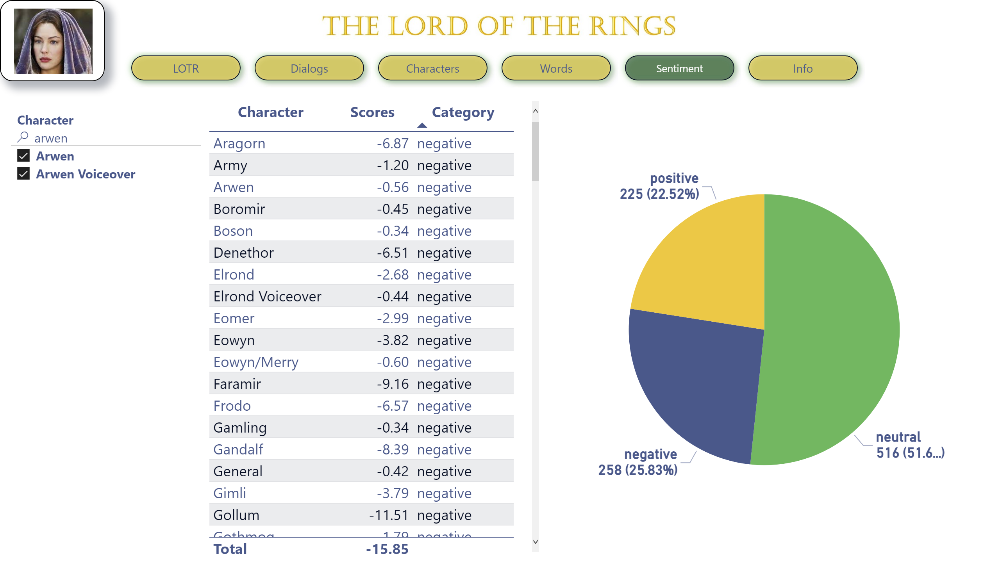 THE LORD OF THE RINGS
LOTR
Dialogs
Characters
Words
Sentiment
Info
Character
arwen
Arwen
Arwen Voiceover
Character Scores Category
Aragorn -6.87 negative
Army -1.20 negative
Arwen -0.56 negative
Boromir -0.45 negative
Boson -0.34 negative
Denethor -6.51 negative
Elrond -2.68 negative
Elrond Voiceover -0.44 negative
Eomer -2.99 negative
Eowyn -3.82 negative
Eowyn/Merry -0.60 negative
Faramir -9.16 negative
Frodo -6.57 negative
Gamling -0.34 negative
Gandalf -8.39 negative
General -0.42 negative
Gimli -3.79 negative
Gollum -11.51 negative
Gothmog 1.79 negative
Total -15.85
positive
225 (22.52%)
negative
258 (25.83%)
neutral
516 (51.6...)